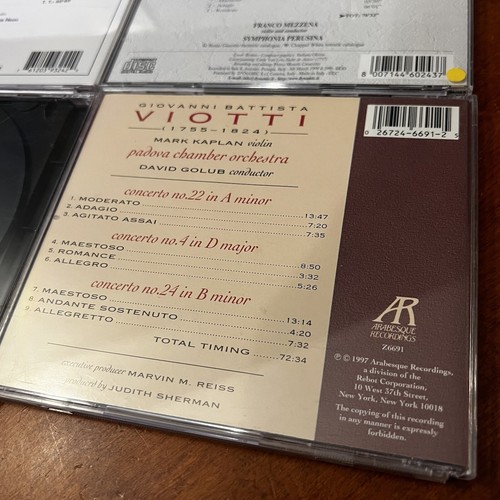 FRANCO MEZZENA
SYMPHONIA PERUSINA
8 007144 602437
GIOVANNI BATTISTA
VIOTTI
(1755-1824)
MARK KAPLAN violin
padova chamber orchestra
DAVID GOLUB conductor
concerto no.22 in A minor
1. MODERATO 13:47
2. ADAGIO 7:20
3. AGITATO ASSAI 7:35
concerto no.4 in D major
4. MAESTOSO 8:50
5. ROMANCE 3:32
6. ALLEGRO 5:26
concerto no.24 in B minor
7. MAESTOSO 13:14
8. ANDANTE SOSTENUTO 4:20
9. ALLEGRETTO 7:32
TOTAL TIMING 72:34
executive producer MARVIN M. REISS
produced by JUDITH SHERMAN
0 26724-6691-2 5
AR
ARABESQUE
RECORDINGS
Z6691
℗ © 1997 Arabesque Recordings,
a division of the
Rebot Corporation,
10 West 37th Street,
New York, New York 10018
The copying of this recording
in any manner is expressly
forbidden.